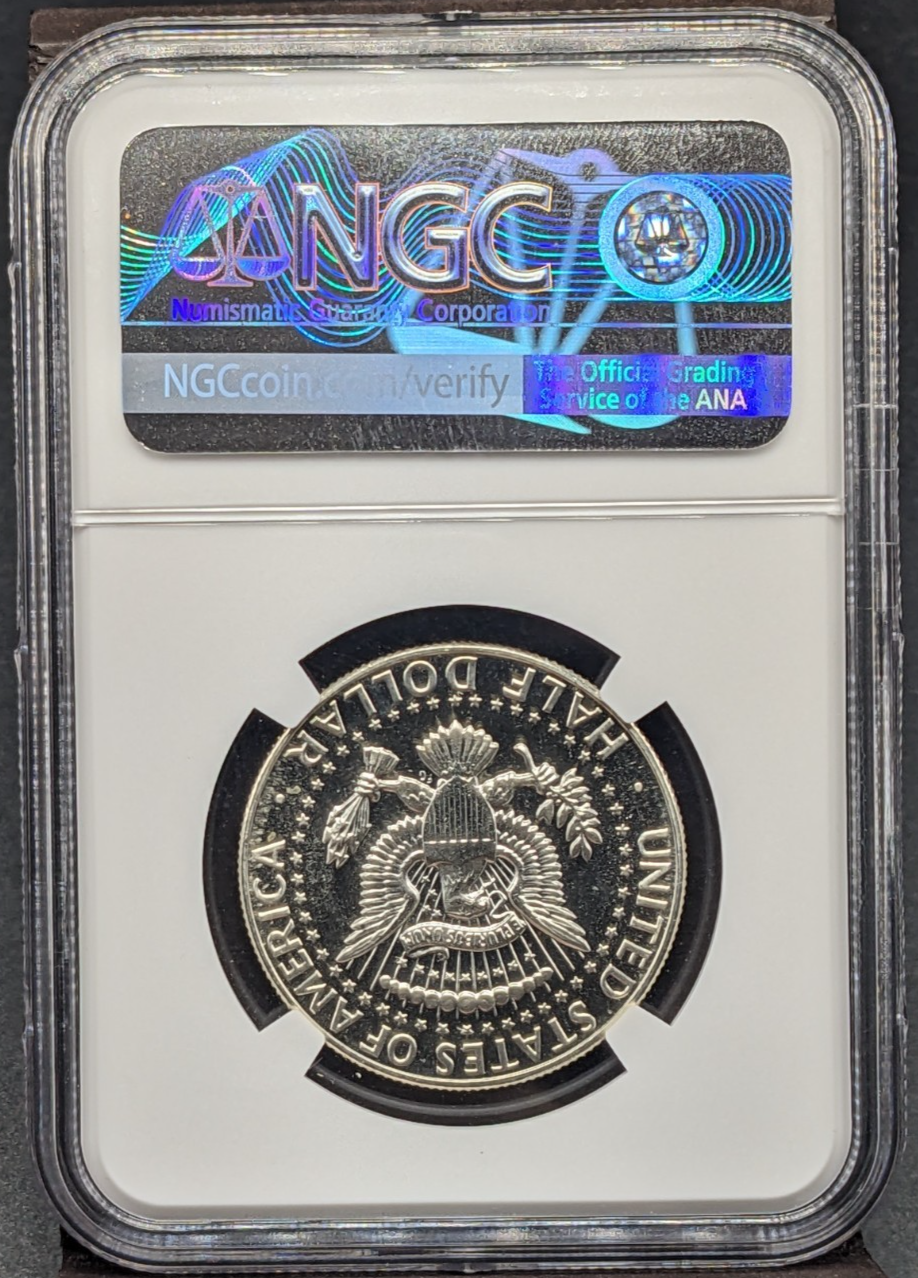 NGC
Numismatic Guaranty Corporation
NGCcoin.com/verify
The Official Grading
Service of the ANA
HALF DOLLAR
UNITED STATES OF AMERICA
E PLURIBUS UNUM
FG